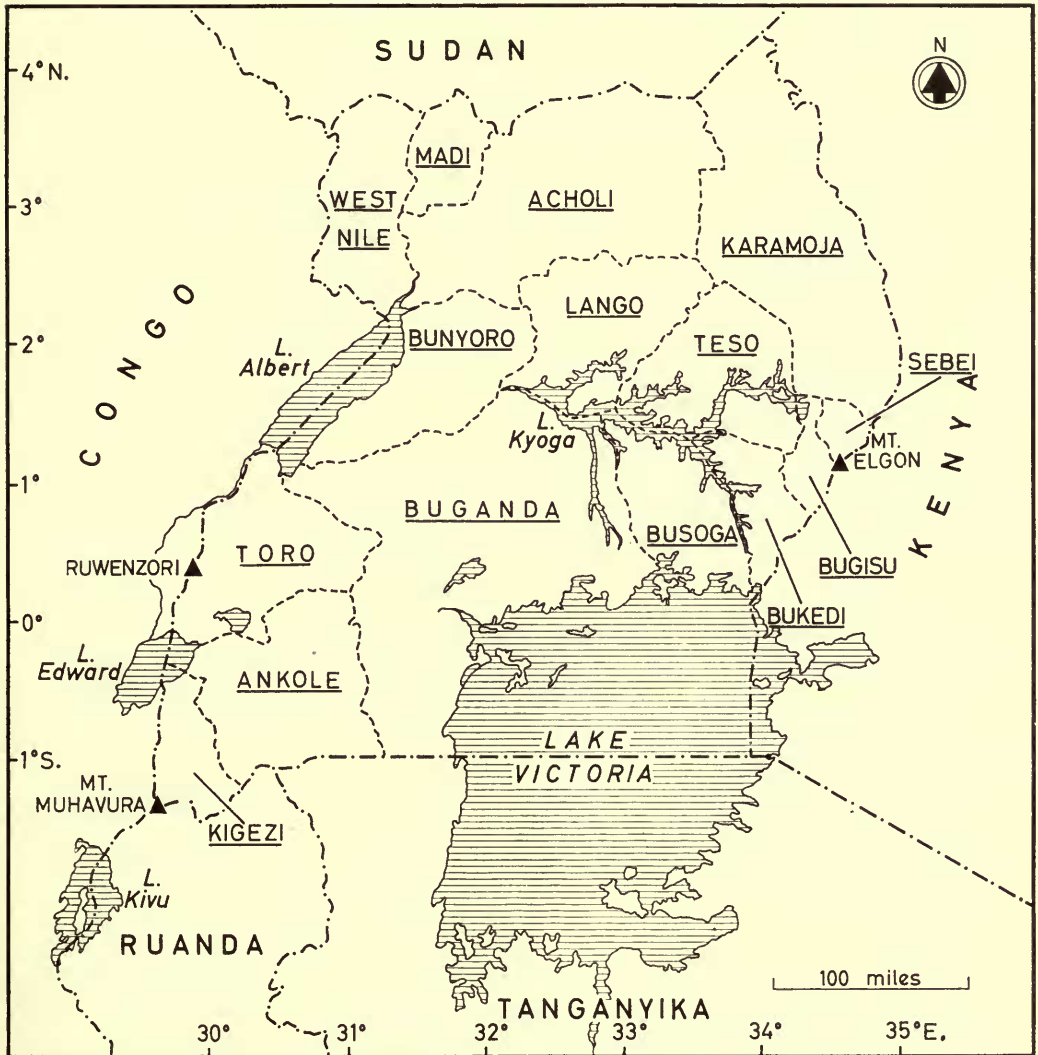 SUDAN
N
4° N.
MADI
WEST
NILE
ACHOLI
3°
KARAMOJA
CONGO
LANGO
2°
BUNYORO
TESO
L.
Albert
SEBEI
L.
Kyoga
MT.
ELGON
KENYA
1°
BUGANDA
BUSOGA
TORO
RUWENZORI
BUGISU
BUKEDI
0°
L.
Edward
ANKOLE
LAKE
VICTORIA
1° S.
MT.
MUHAVURA
KIGEZI
L.
Kivu
RUANDA
100 miles
TANGANYIKA
30° 31° 32° 33° 34° 35° E.